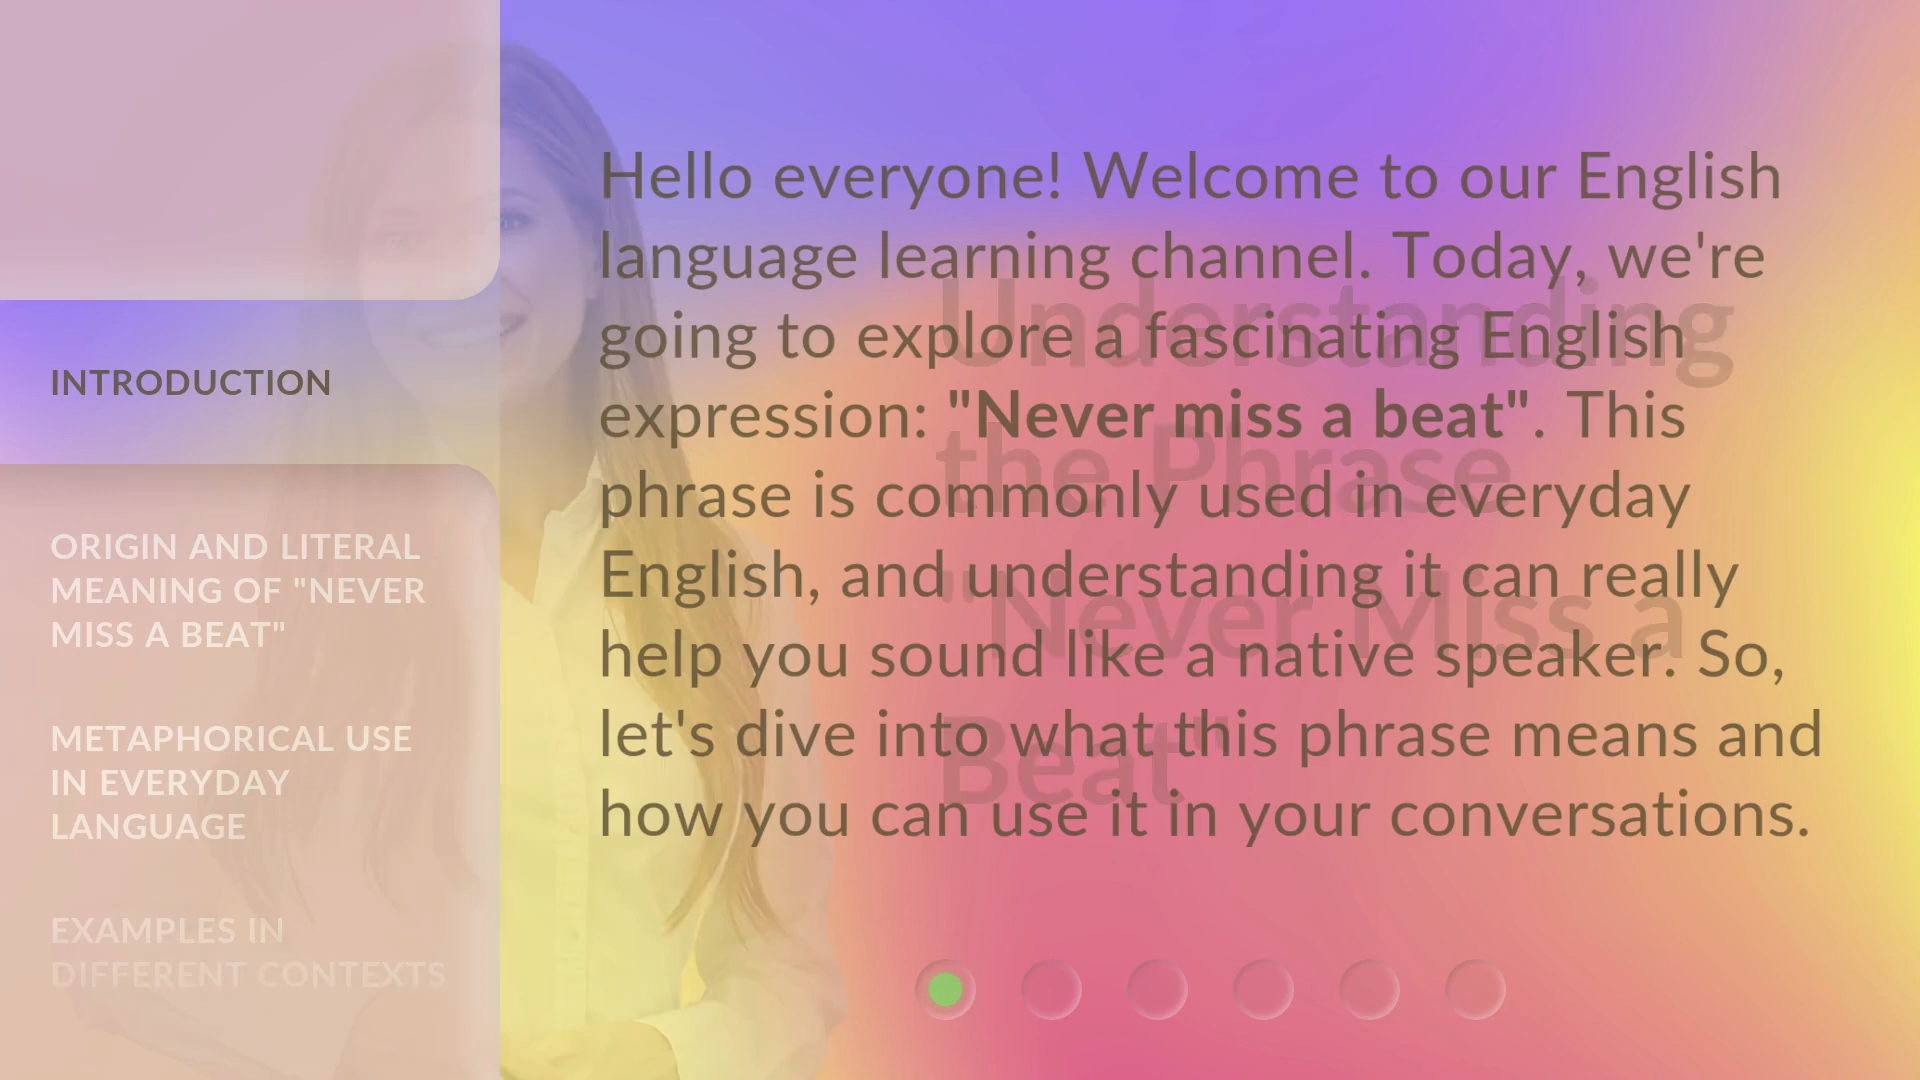 INTRODUCTION
ORIGIN AND LITERAL
MEANING OF "NEVER
MISS A BEAT"
METAPHORICAL USE
IN EVERYDAY
LANGUAGE
EXAMPLES IN
DIFFERENT CONTEXTS
Hello everyone! Welcome to our English
language learning channel. Today, we're
going to explore a fascinating English
expression: "Never miss a beat". This
phrase is commonly used in everyday
English, and understanding it can really
help you sound like a native speaker. So,
let's dive into what this phrase means and
how you can use it in your conversations.
Understanding
the Phrase
"Never Miss a
Beat"